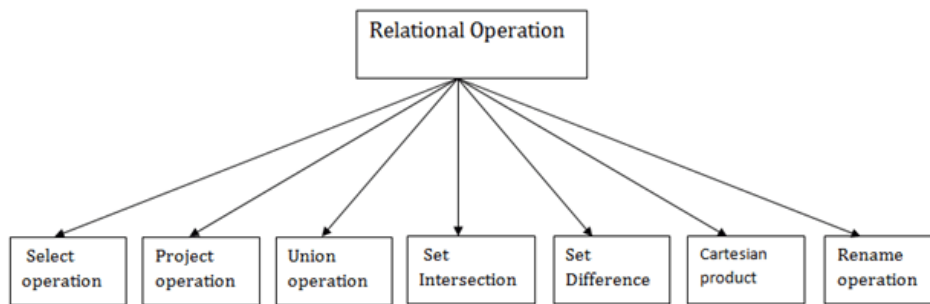 Relational Operation
Select
operation
Project
operation
Union
operation
Set
Intersection
Set
Difference
Cartesian
product
Rename
operation